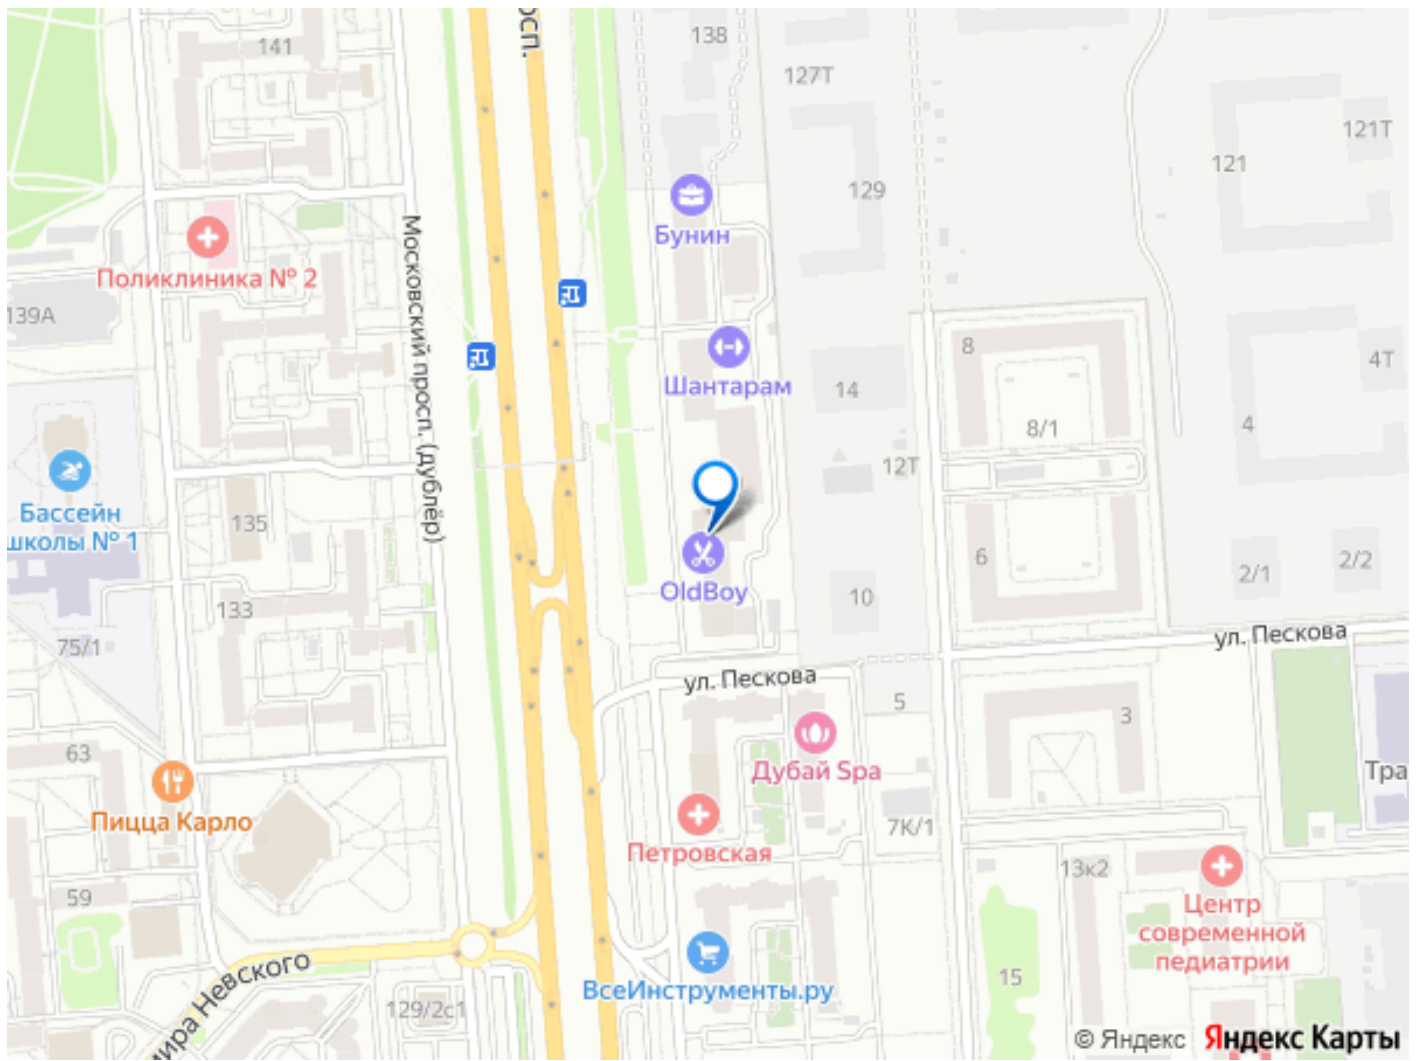 141
осп.
138
127Т
121Т
121
129
Бунин
Поликлиника № 2
Московский просп. (дублёр)
139А
8
4Т
Шантарам
14
8/1
4
12Т
Бассейн
школы № 1
135
OldBoy
6
2/1
2/2
10
133
75/1
ул. Пескова
ул. Пескова
5
3
63
Дубай Spa
Тра
Пицца Карло
7К/1
Петровская
13к2
59
Центр
современной
педиатрии
мира Невского
15
ВсеИнструменты.ру
129/2с1
© Яндекс Яндекс Карты